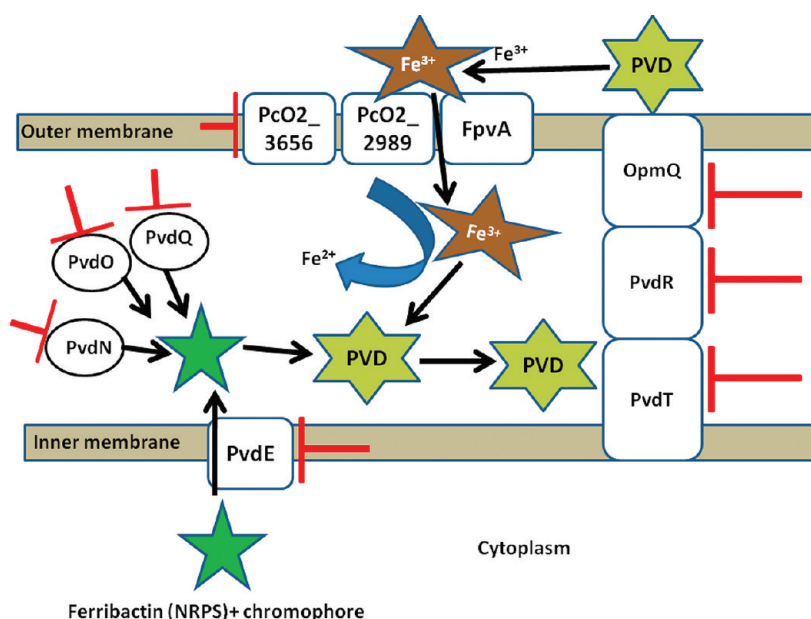 Fe³⁺
Fe³⁺
PVD
Outer membrane
PcO2_
3656
PcO2_
2989
FpvA
OpmQ
PvdO
PvdQ
Fe³⁺
Fe²⁺
PvdN
PVD
PVD
PvdR
PvdT
Inner membrane
PvdE
Cytoplasm
Ferribactin (NRPS)+ chromophore